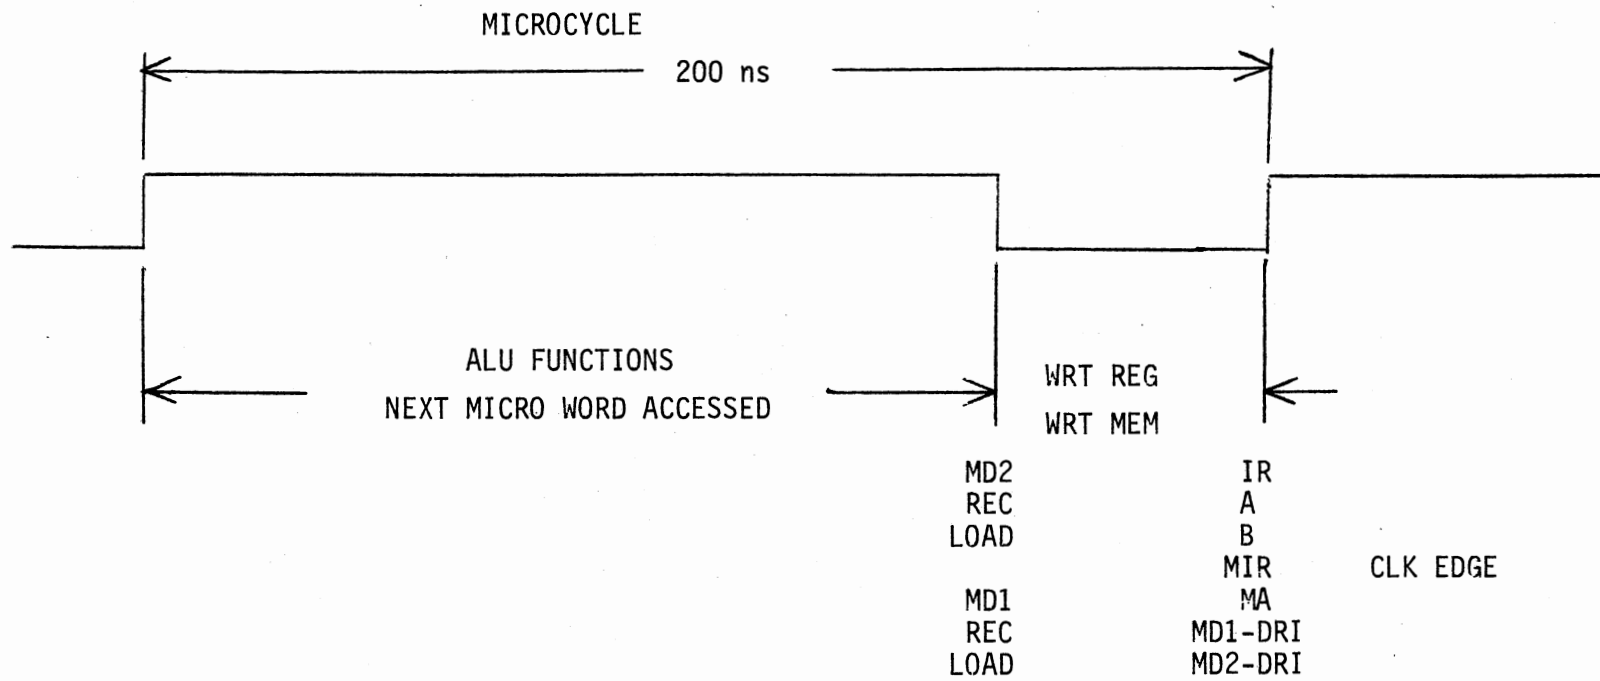 MICROCYCLE
200 ns
ALU FUNCTIONS
NEXT MICRO WORD ACCESSED
WRT REG
WRT MEM
MD2 IR
REC A
LOAD B
MIR CLK EDGE
MD1 MA
REC MD1-DRI
LOAD MD2-DRI